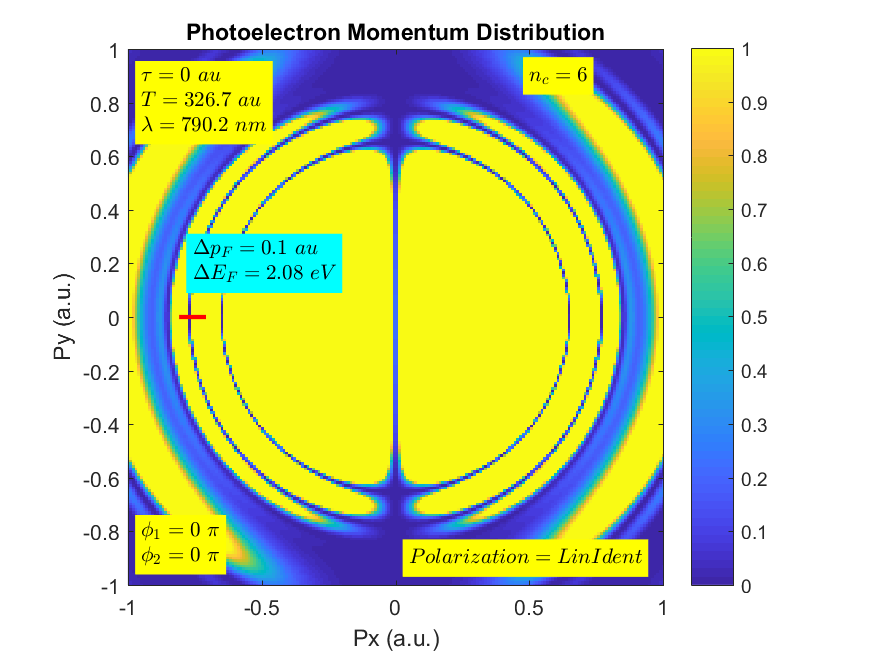 Photoelectron Momentum Distribution
τ = 0 au
T = 326.7 au
λ = 790.2 nm
n_c = 6
Δp_F = 0.1 au
ΔE_F = 2.08 eV
ϕ_1 = 0 π
ϕ_2 = 0 π
Polarization = LinIdent
Py (a.u.)
1
0.8
0.6
0.4
0.2
0
-0.2
-0.4
-0.6
-0.8
-1
-1
-0.5
0
0.5
1
Px (a.u.)
1
0.9
0.8
0.7
0.6
0.5
0.4
0.3
0.2
0.1
0